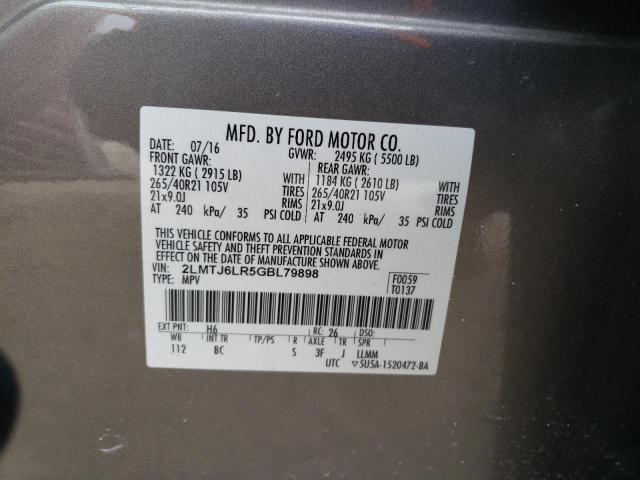 MFD. BY FORD MOTOR CO.
DATE: 07/16 GVWR: 2495 KG ( 5500 LB)
FRONT GAWR: REAR GAWR:
1322 KG ( 2915 LB) WITH 1184 KG ( 2610 LB) WITH
265/40R21 105V TIRES 265/40R21 105V TIRES
21x9.0J RIMS 21x9.0J RIMS
AT 240 kPa/ 35 PSI COLD AT 240 kPa/ 35 PSI COLD
THIS VEHICLE CONFORMS TO ALL APPLICABLE FEDERAL MOTOR
VEHICLE SAFETY AND THEFT PREVENTION STANDARDS IN EFFECT ON
THE DATE OF MANUFACTURE SHOWN ABOVE.
VIN: 2LMTJ6LR5GBL79898 F0059
TYPE: MPV T0137
EXT PNT: H6 RC: 26 DSO:
WB INT TR TP/PS R AXLE TR SPR
112 BC S 3F J LLMM
UTC ▽5U5A-1520472-BA